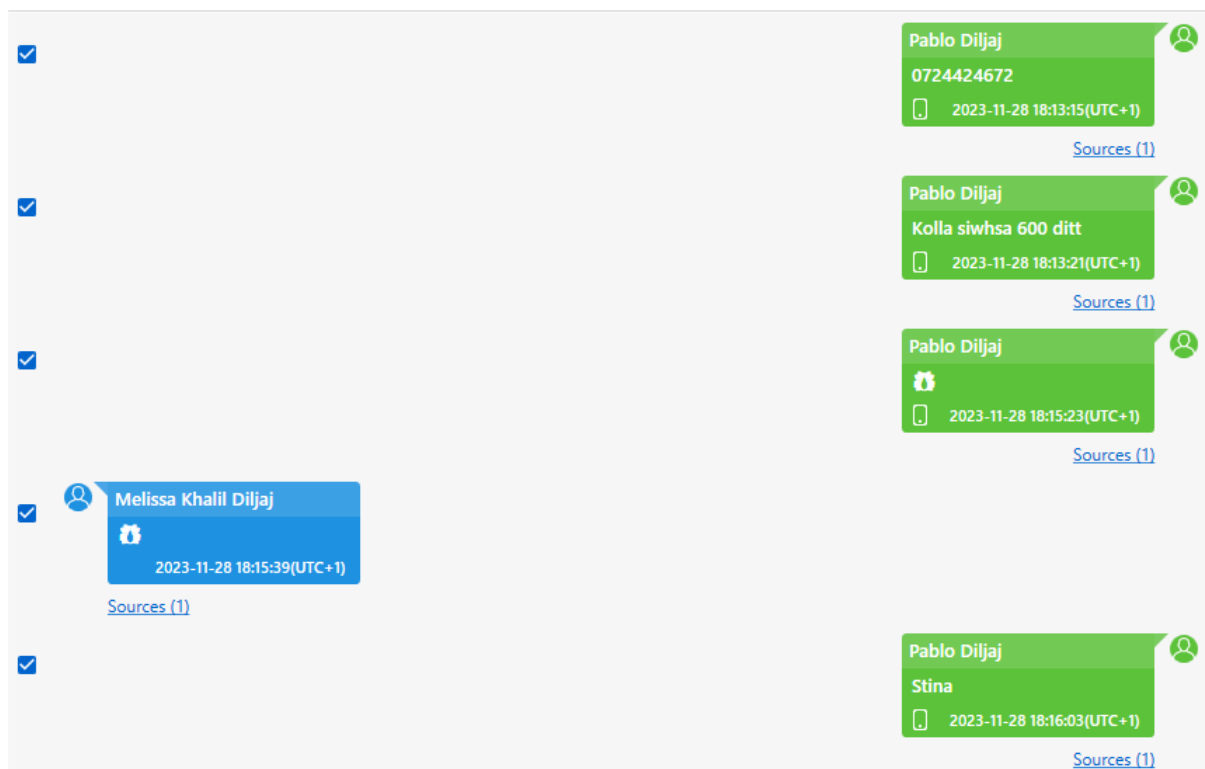 Pablo Diljaj
0724424672
2023-11-28 18:13:15(UTC+1)
Sources (1)
Pablo Diljaj
Kolla siwhsa 600 ditt
2023-11-28 18:13:21(UTC+1)
Sources (1)
Pablo Diljaj
2023-11-28 18:15:23(UTC+1)
Sources (1)
Melissa Khalil Diljaj
2023-11-28 18:15:39(UTC+1)
Sources (1)
Pablo Diljaj
Stina
2023-11-28 18:16:03(UTC+1)
Sources (1)